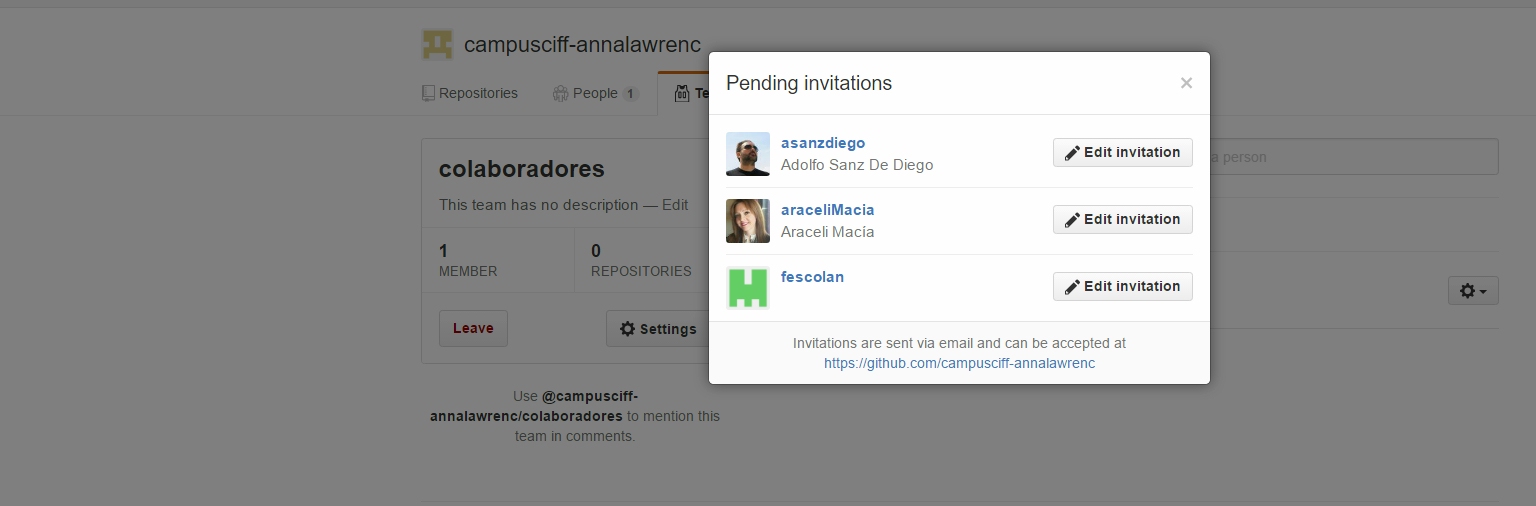 campusciff-annalawrenc
Repositories People 1 Te
Pending invitations ×
asanzdiego
Adolfo Sanz De Diego
Edit invitation
araceliMacia
Araceli Macía
Edit invitation
fescolan
Edit invitation
Invitations are sent via email and can be accepted at
https://github.com/campusciff-annalawrenc
colaboradores
This team has no description — Edit
1 0
MEMBER REPOSITORIES
Leave Settings
Use @campusciff-
annalawrenc/colaboradores to mention this
team in comments.
a person